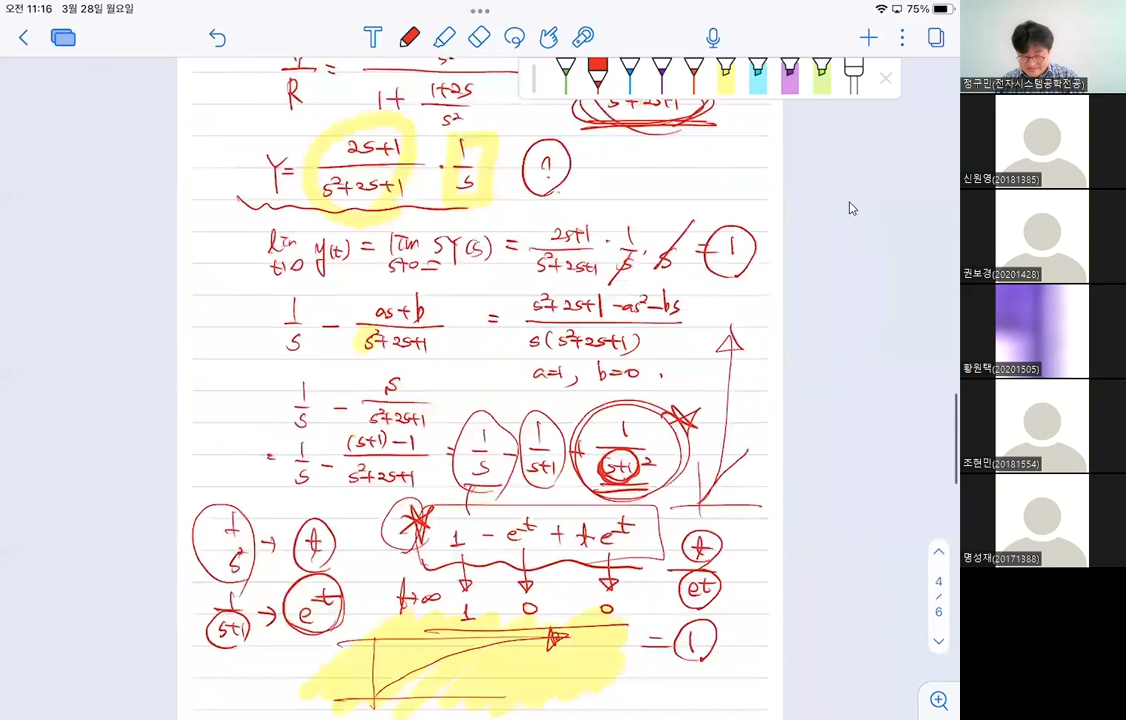 오전 11:16 3월 28일 월요일
75%
Y/R = s² / 1 + (1+2s)/s²
s²+2s+1
Y = (2s+1)/(s²+2s+1) · 1/s ?
lim t→∞ y(t) = lim s→0 sY(s) = (2s+1)/(s²+2s+1) · 1/s · s = 1
1/s − (as+b)/(s²+2s+1) = (s²+2s+1−as²−bs)/(s(s²+2s+1))
a=1, b=0.
1/s − s/(s²+2s+1)
= 1/s − ((s+1)−1)/(s²+2s+1) = 1/s − 1/(s+1) + 1/(s+1)²
1/s² → t
1 − e^-t + te^-t
t/e^t
1/(s+1) → e^-t
t→∞ 1 0 0
= 1
4 / 6
정구민(전자시스템공학전공)
신원영(20181385)
권보경(20201428)
황원택(20201505)
조현민(20181554)
명성재(20171388)